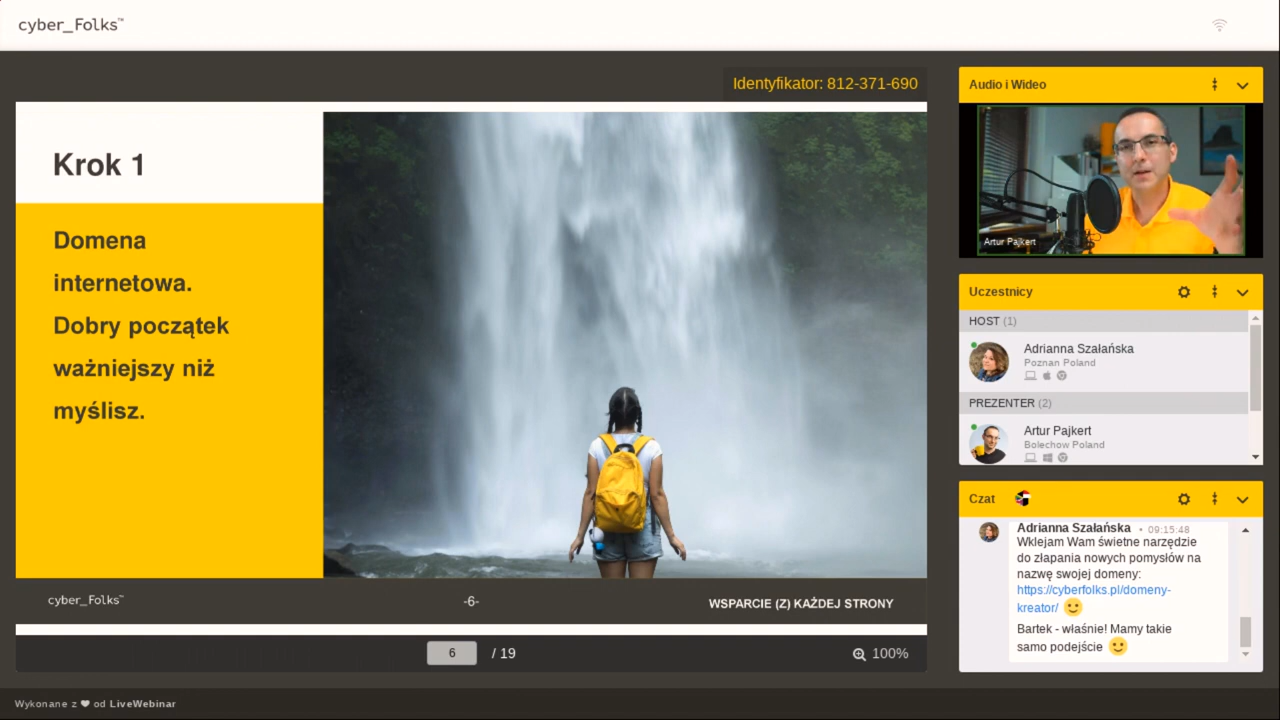 cyber_Folks™
Identyfikator: 812-371-690
Krok 1
Domena
internetowa.
Dobry początek
ważniejszy niż
myślisz.
cyber_Folks™
-6-
WSPARCIE (Z) KAŻDEJ STRONY
6 / 19
100%
Audio i Wideo
Artur Pajkert
Uczestnicy
HOST (1)
Adrianna Szałańska
Poznan Poland
PREZENTER (2)
Artur Pajkert
Bolechow Poland
Czat
Adrianna Szałańska • 09:15:48
Wklejam Wam świetne narzędzie
do złapania nowych pomysłów na
nazwę swojej domeny:
https://cyberfolks.pl/domeny-
kreator/
Bartek - właśnie! Mamy takie
samo podejście
Wykonane z ❤ od LiveWebinar